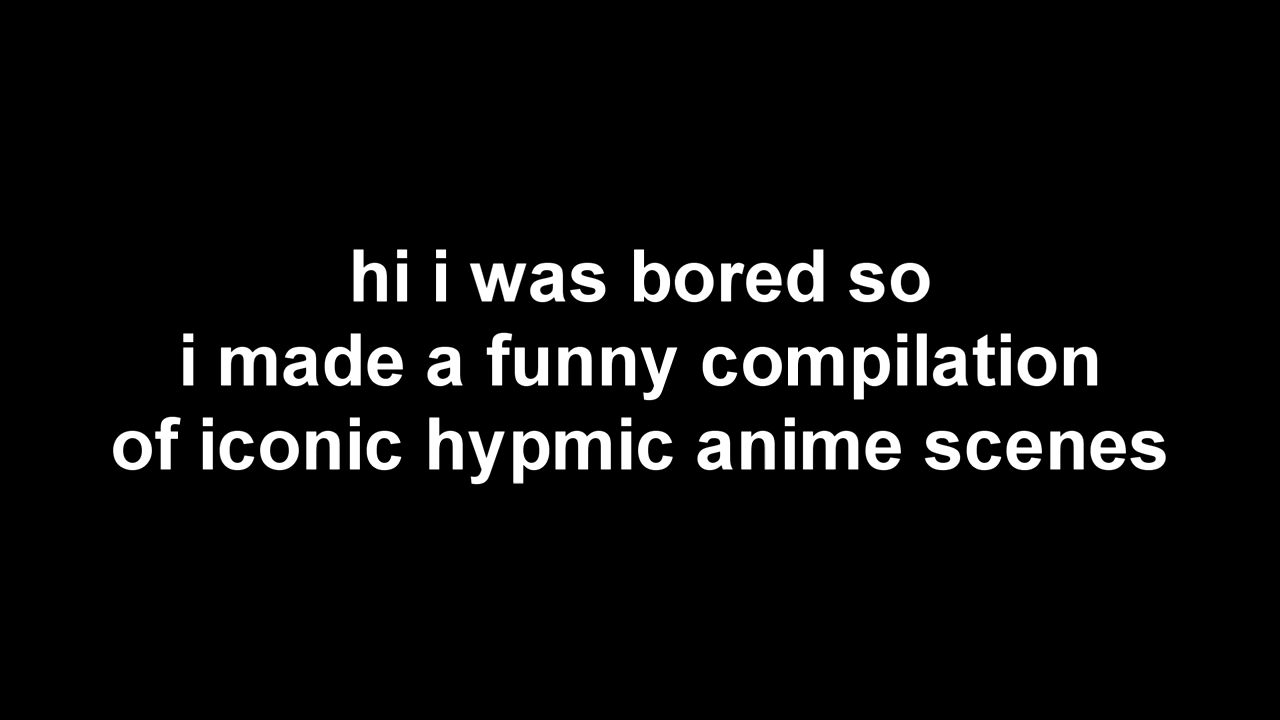 hi i was bored so
i made a funny compilation
of iconic hypmic anime scenes